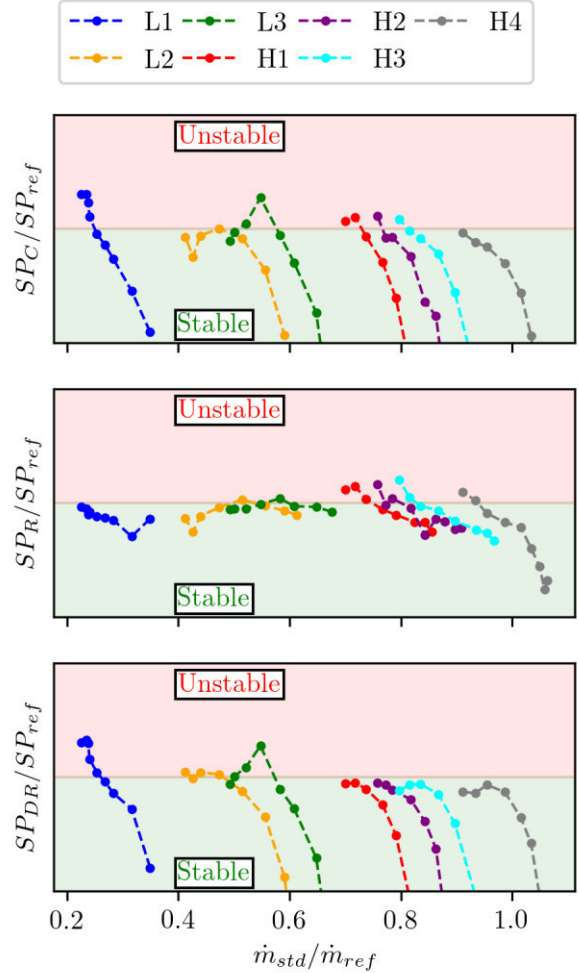 L1 L3 H2 H4
L2 H1 H3
Unstable
SP_C/SP_ref
Stable
Unstable
SP_R/SP_ref
Stable
Unstable
SP_DR/SP_ref
Stable
0.2 0.4 0.6 0.8 1.0
ṁ_std/ṁ_ref